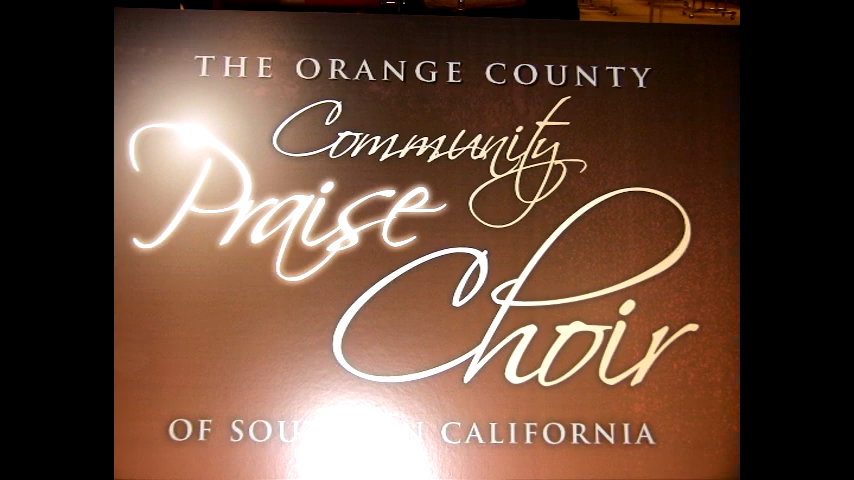 THE ORANGE COUNTY
Community
Praise
Choir
OF CALIFORNIA